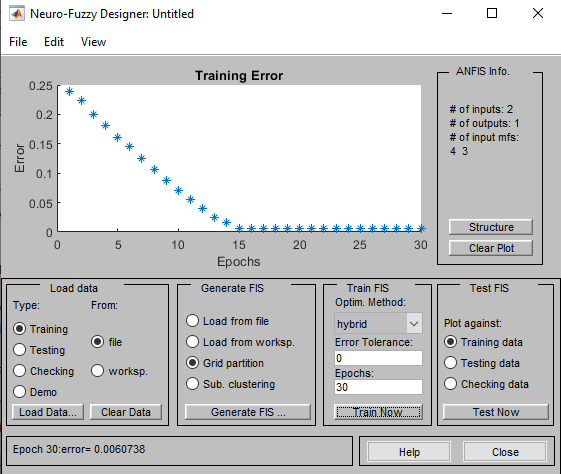 Neuro-Fuzzy Designer: Untitled
File Edit View
Training Error
0.25
0.2
0.15
0.1
0.05
0
Error
0 5 10 15 20 25 30
Epochs
ANFIS Info.
# of inputs: 2
# of outputs: 1
# of input mfs:
4 3
Structure
Clear Plot
Load data
Type: From:
Training
Testing
Checking
Demo
file
worksp.
Load Data...
Clear Data
Generate FIS
Load from file
Load from worksp.
Grid partition
Sub. clustering
Generate FIS ...
Train FIS
Optim. Method:
hybrid
Error Tolerance:
0
Epochs:
30
Train Now
Test FIS
Plot against:
Training data
Testing data
Checking data
Test Now
Epoch 30:error= 0.0060738
Help
Close